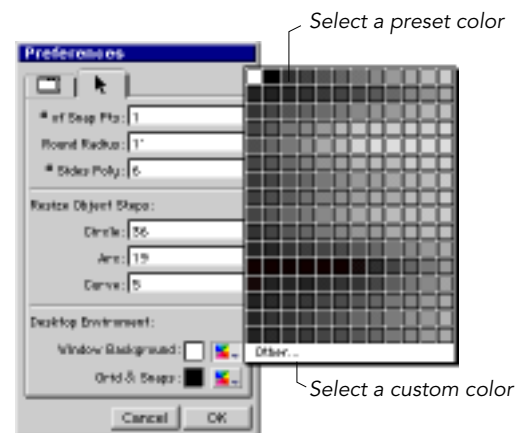 Select a preset color
Preferences
# of Snap Pts: 1
Round Radius: 1"
# Sides Poly: 6
Resize Object Steps:
Circle: 36
Arc: 19
Curve: 5
Desktop Enviroment:
Window Background:
Other...
Grid & Snaps:
Select a custom color
Cancel
OK